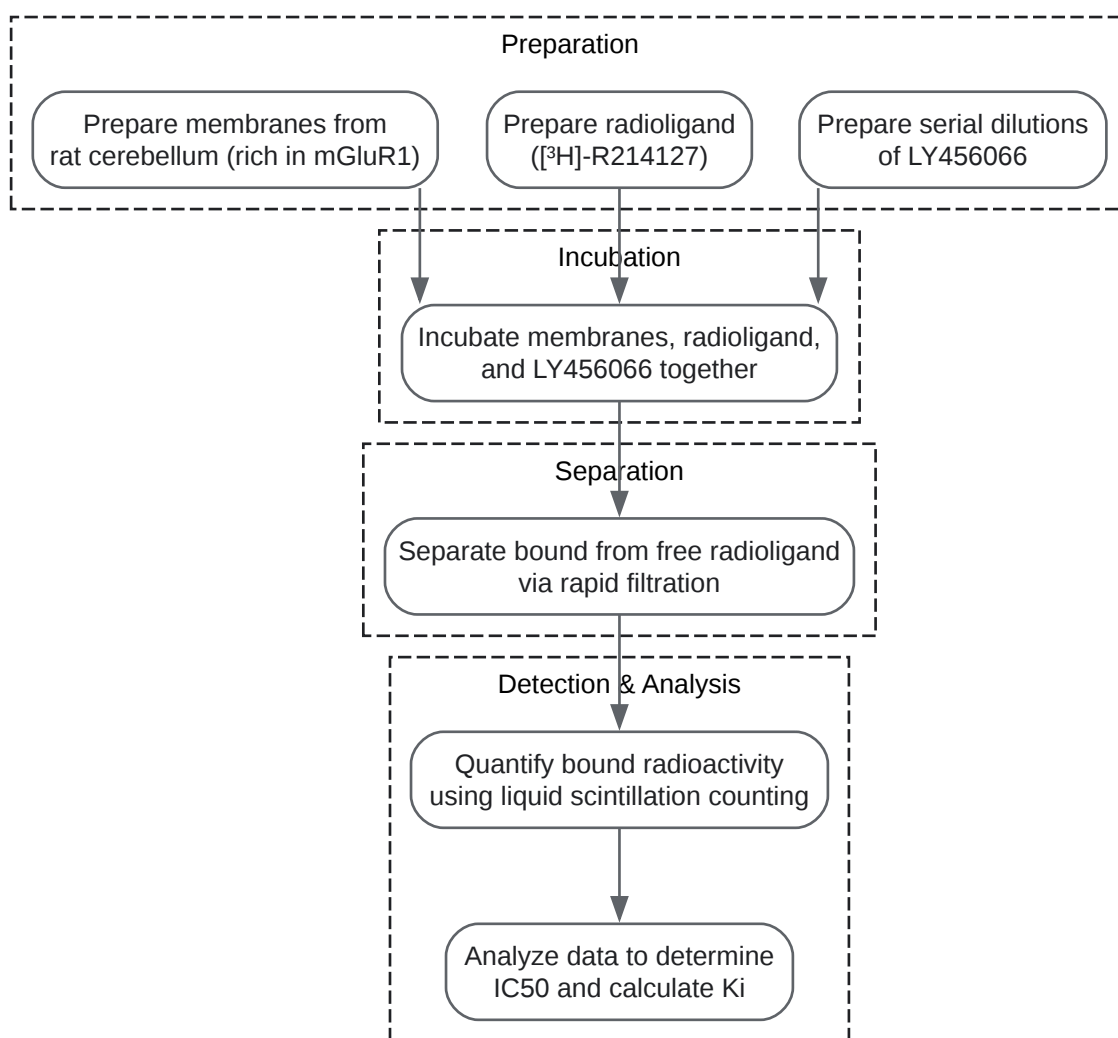 Preparation
Prepare membranes from
rat cerebellum (rich in mGluR1)
Prepare radioligand
([³H]-R214127)
Prepare serial dilutions
of LY456066
Incubation
Incubate membranes, radioligand,
and LY456066 together
Separation
Separate bound from free radioligand
via rapid filtration
Detection & Analysis
Quantify bound radioactivity
using liquid scintillation counting
Analyze data to determine
IC50 and calculate Ki